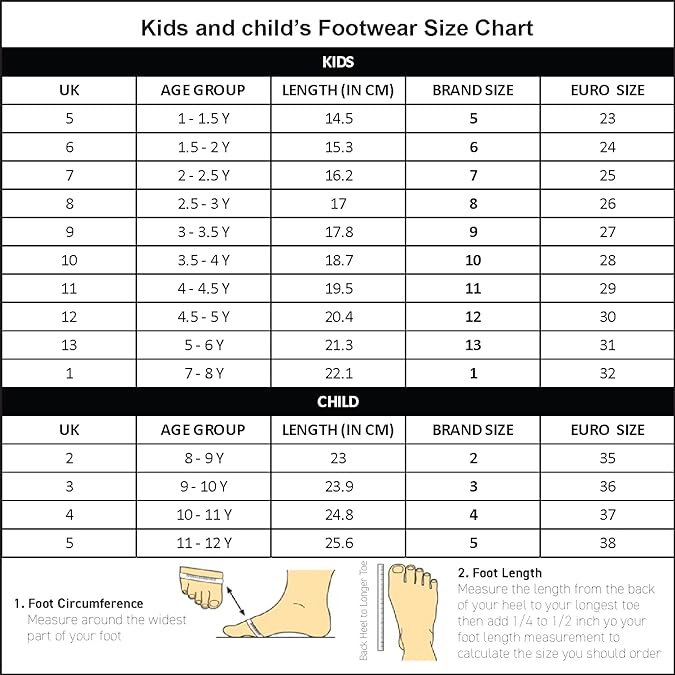 Kids and child's Footwear Size Chart
KIDS
UK AGE GROUP LENGTH (IN CM) BRAND SIZE EURO SIZE
5 1 - 1.5 Y 14.5 5 23
6 1.5 - 2 Y 15.3 6 24
7 2 - 2.5 Y 16.2 7 25
8 2.5 - 3 Y 17 8 26
9 3 - 3.5 Y 17.8 9 27
10 3.5 - 4 Y 18.7 10 28
11 4 - 4.5 Y 19.5 11 29
12 4.5 - 5 Y 20.4 12 30
13 5 - 6 Y 21.3 13 31
1 7 - 8 Y 22.1 1 32
CHILD
UK AGE GROUP LENGTH (IN CM) BRAND SIZE EURO SIZE
2 8 - 9 Y 23 2 35
3 9 - 10 Y 23.9 3 36
4 10 - 11 Y 24.8 4 37
5 11 - 12 Y 25.6 5 38
1. Foot Circumference
Measure around the widest
part of your foot
Back Heel to Longer Toe
2. Foot Length
Measure the length from the back
of your heel to your longest toe
then add 1/4 to 1/2 inch yo your
foot length measurement to
calculate the size you should order